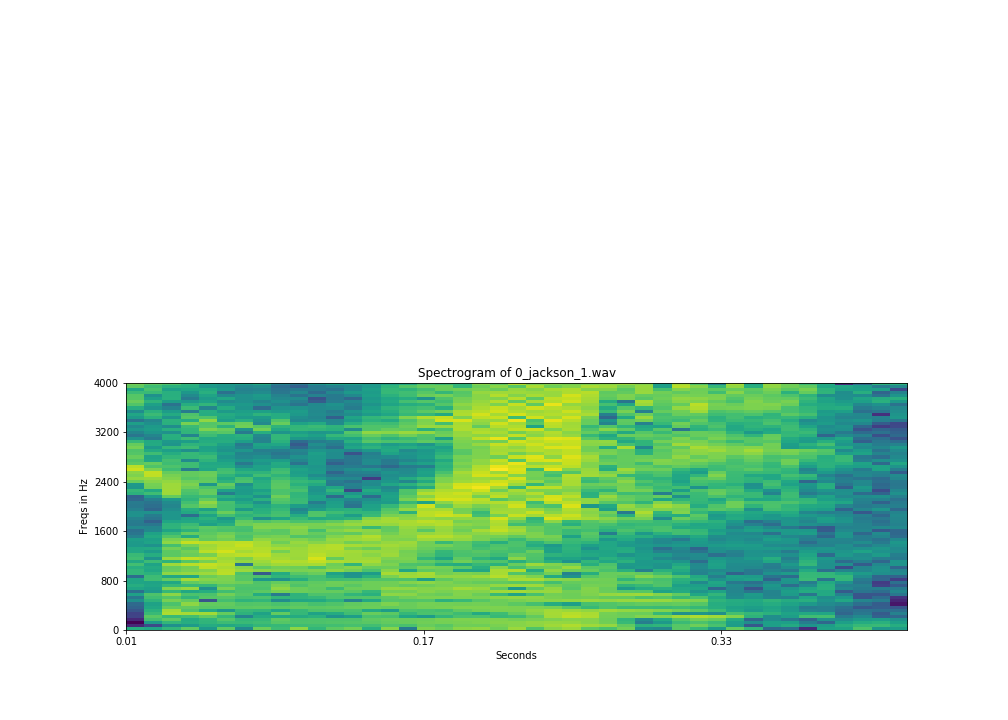 Spectrogram of 0_jackson_1.wav
4000
3200
2400
1600
800
0
Freqs in Hz
0.01 0.17 0.33
Seconds